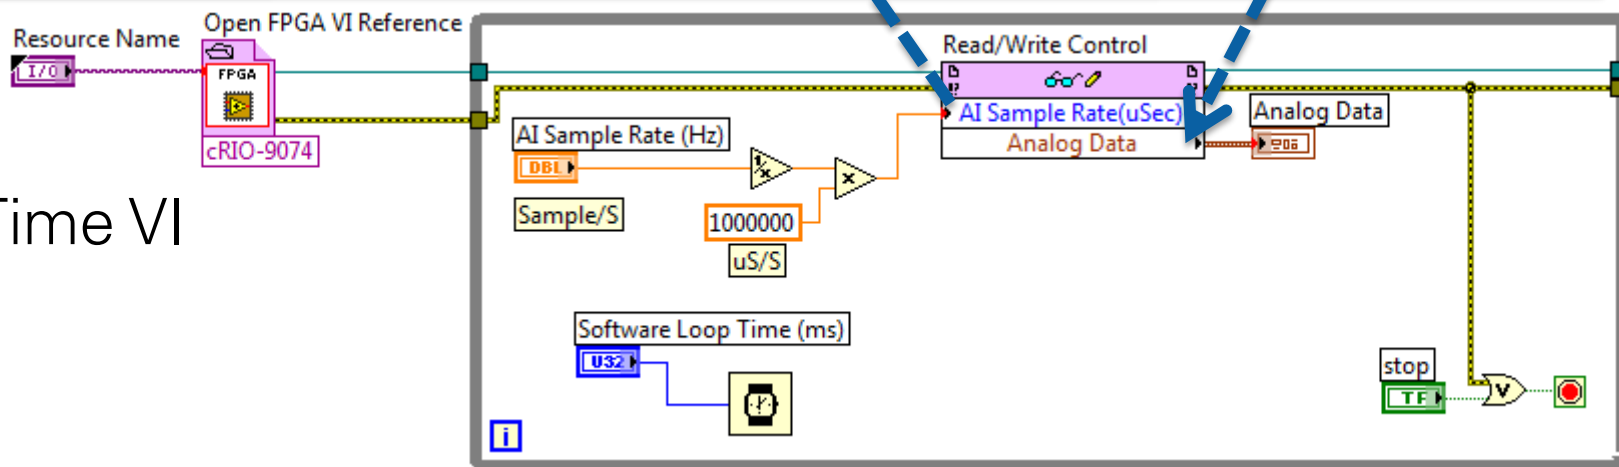 Open FPGA VI Reference
Resource Name
I/O
FPGA
cRIO-9074
Read/Write Control
AI Sample Rate(uSec)
Analog Data
Analog Data
AI Sample Rate (Hz)
DBL
Sample/S
1/x
x
1000000
uS/S
Time VI
Software Loop Time (ms)
U32
stop
TF
V
i